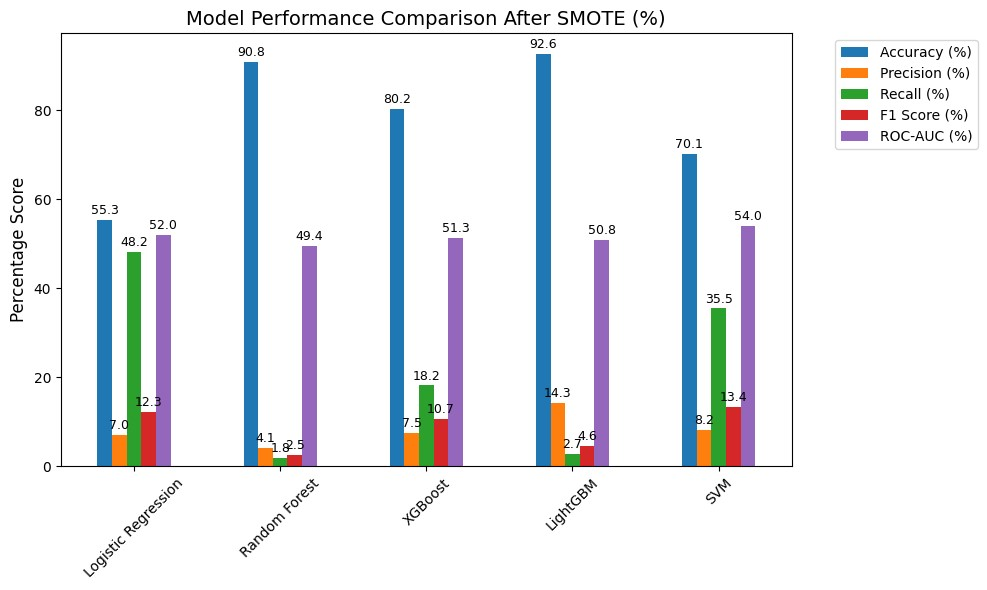 Model Performance Comparison After SMOTE (%)
Percentage Score
80
60
40
20
0
55.3
7.0
48.2
12.3
52.0
90.8
4.1
1.8
2.5
49.4
80.2
7.5
18.2
10.7
51.3
92.6
14.3
2.7
4.6
50.8
70.1
8.2
35.5
13.4
54.0
Logistic Regression
Random Forest
XGBoost
LightGBM
SVM
Accuracy (%)
Precision (%)
Recall (%)
F1 Score (%)
ROC-AUC (%)